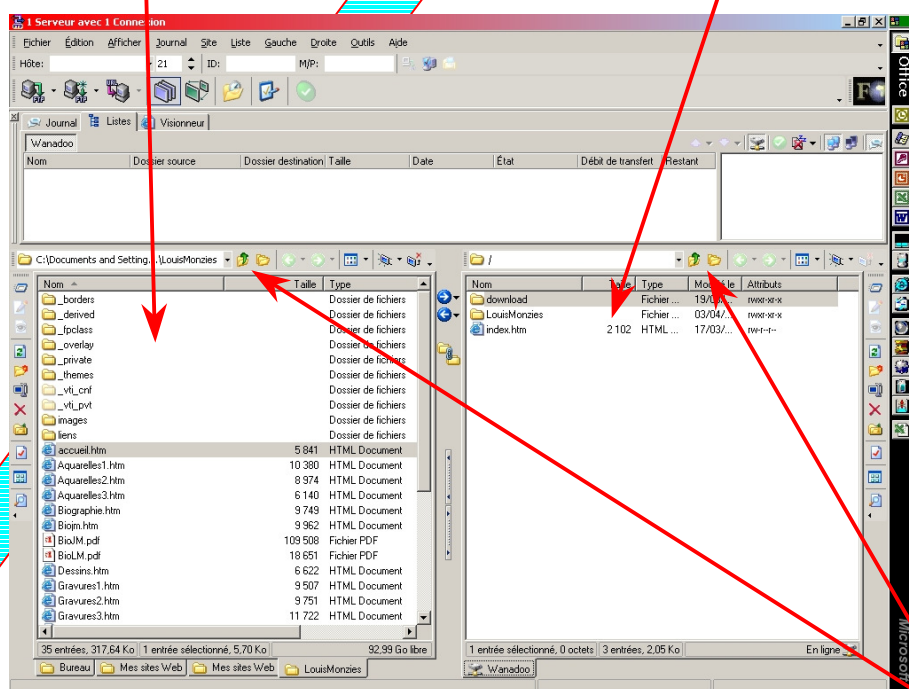 1 Serveur avec 1 Connexion
Fichier Édition Afficher Journal Site Liste Gauche Droite Outils Aide
Hôte: 21 ID: M/P:
Journal Listes Visionneur
Wanadoo
Nom Dossier source Dossier destination Taille Date État Débit de transfert Restant
C:\Documents and Setting...\LouisMonzies /
Nom Taille Type
_borders Dossier de fichiers
_derived Dossier de fichiers
_fpclass Dossier de fichiers
_overlay Dossier de fichiers
_private Dossier de fichiers
_themes Dossier de fichiers
_vti_cnf Dossier de fichiers
_vti_pvt Dossier de fichiers
images Dossier de fichiers
liens Dossier de fichiers
accueil.htm 5 841 HTML Document
Aquarelles1.htm 10 380 HTML Document
Aquarelles2.htm 8 974 HTML Document
Aquarelles3.htm 6 140 HTML Document
Biographie.htm 9 749 HTML Document
Biojm.htm 9 962 HTML Document
BioJM.pdf 109 508 Fichier PDF
BioLM.pdf 18 651 Fichier PDF
Dessins.htm 6 622 HTML Document
Gravures1.htm 9 507 HTML Document
Gravures2.htm 9 751 HTML Document
Gravures3.htm 11 722 HTML Document
35 entrées, 317,64 Ko 1 entrée sélectionné, 5,70 Ko 92,99 Go libre
Bureau Mes sites Web Mes sites Web LouisMonzies
Nom Taille Type Modifié le Attributs
download Fichier ... rwxr-xr-x
LouisMonzies Fichier ... 03/04/... rwxr-xr-x
index.htm 2 102 HTML ... 17/03/... rw-r--r--
1 entrée sélectionné, 0 octets 3 entrées, 2,05 Ko En ligne
Wanadoo
Office
Microsoft